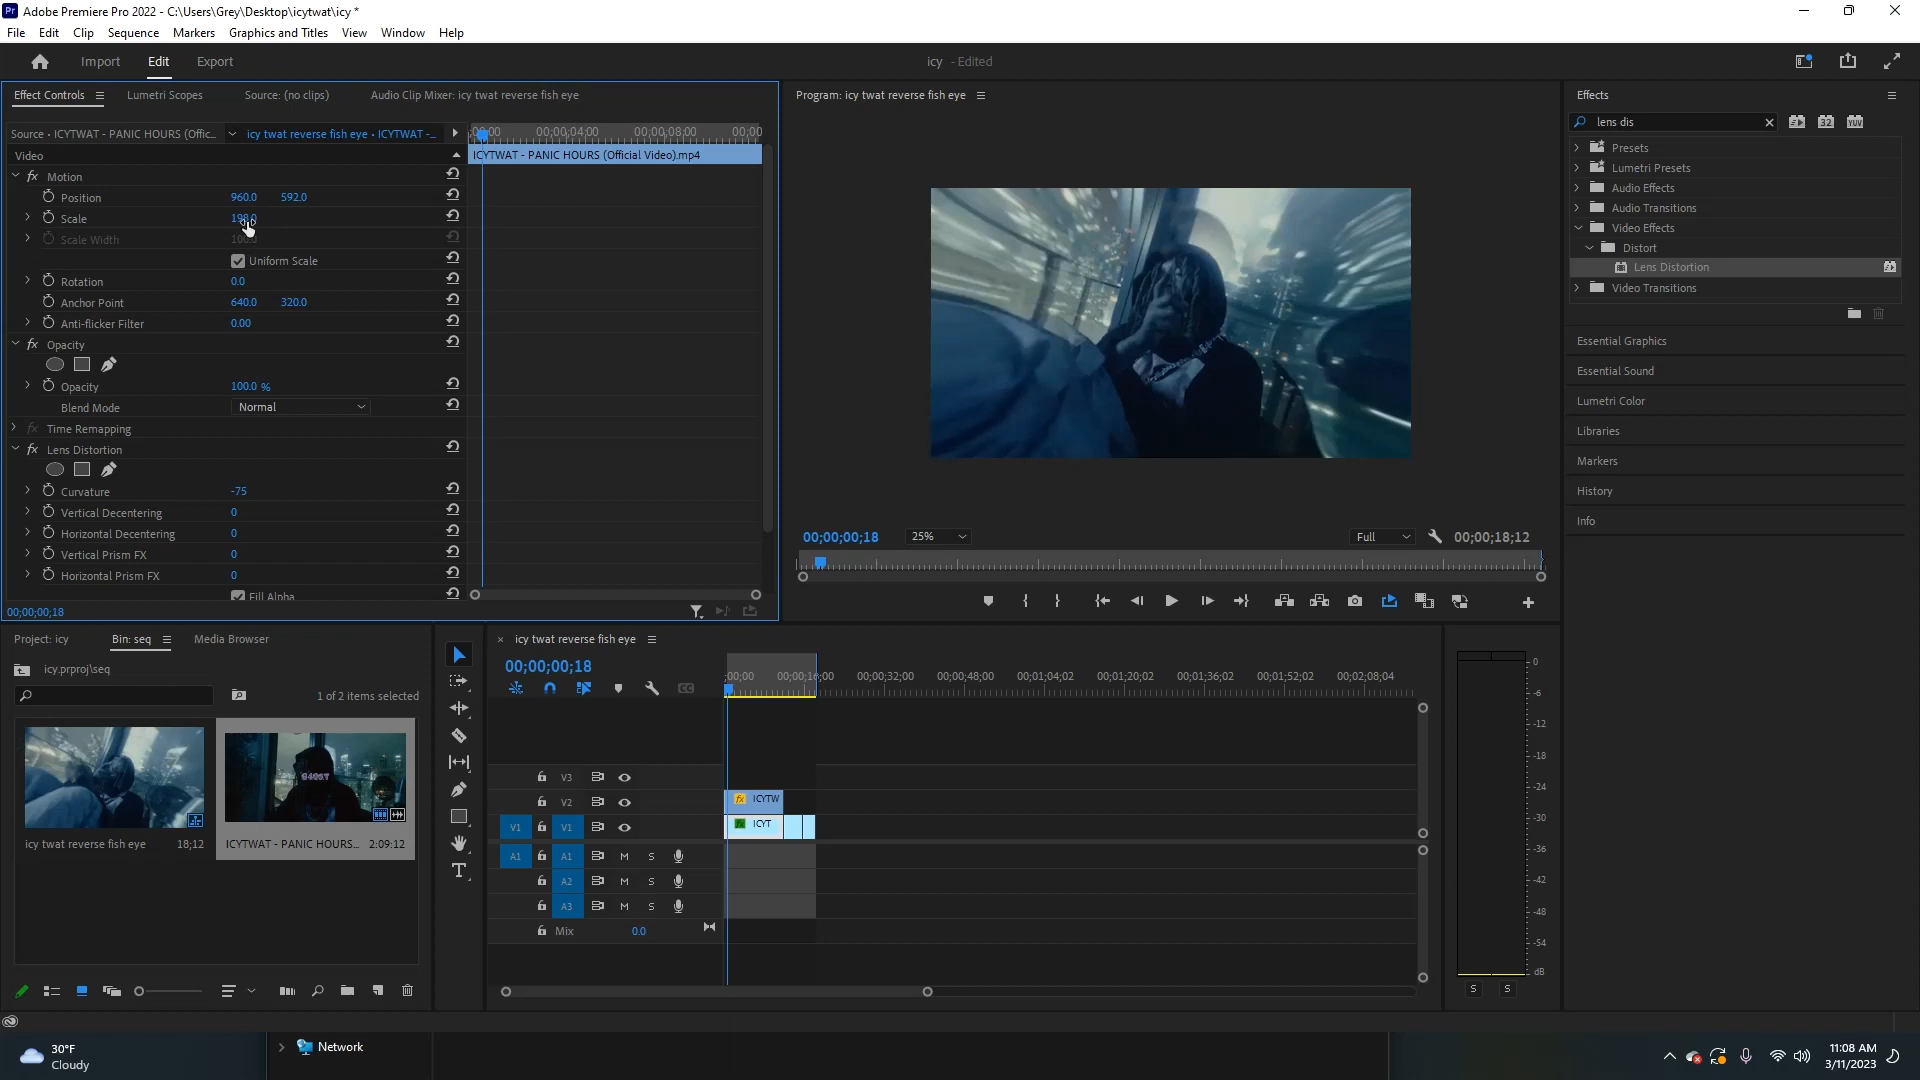 Adobe Premiere Pro 2022 - C:\Users\Grey\Desktop\icytwat\icy *
File Edit Clip Sequence Markers Graphics and Titles View Window Help
Import Edit Export
icy - Edited
Effect Controls Lumetri Scopes Source: (no clips) Audio Clip Mixer: icy twat reverse fish eye
Source • ICYTWAT - PANIC HOURS (Offic... icy twat reverse fish eye • ICYTWAT -...
;00;00 00;00;04;00 00;00;08;00 00;00
Video
ICYTWAT - PANIC HOURS (Official Video).mp4
fx Motion
Position 960.0 592.0
Scale 198.0
Scale Width 100.0
Uniform Scale
Rotation 0.0
Anchor Point 640.0 320.0
Anti-flicker Filter 0.00
fx Opacity
Opacity 100.0 %
Blend Mode Normal
fx Time Remapping
fx Lens Distortion
Curvature -75
Vertical Decentering 0
Horizontal Decentering 0
Vertical Prism FX 0
Horizontal Prism FX 0
Fill Alpha
00;00;00;18
Program: icy twat reverse fish eye
00;00;00;18 25% Full 00;00;18;12
Effects
lens dis
32 YUV
Presets
Lumetri Presets
Audio Effects
Audio Transitions
Video Effects
Distort
Lens Distortion
Video Transitions
Essential Graphics
Essential Sound
Lumetri Color
Libraries
Markers
History
Info
Project: icy Bin: seq Media Browser
icy.prproj\seq
1 of 2 items selected
icy twat reverse fish eye 18;12
ICYTWAT - PANIC HOURS... 2:09:12
icy twat reverse fish eye
00;00;00;18
;00;00 00;00;16;00 00;00;32;00 00;00;48;00 00;01;04;02 00;01;20;02 00;01;36;02 00;01;52;02 00;02;08;04
V3
V2
fx ICYTW
V1 V1
fx ICYT
A1 A1 M S
A2 M S
A3 M S
Mix 0.0
0
-6
-12
-18
-24
-30
-36
-42
-48
-54
dB
S S
30°F
Cloudy
Network
11:08 AM
3/11/2023